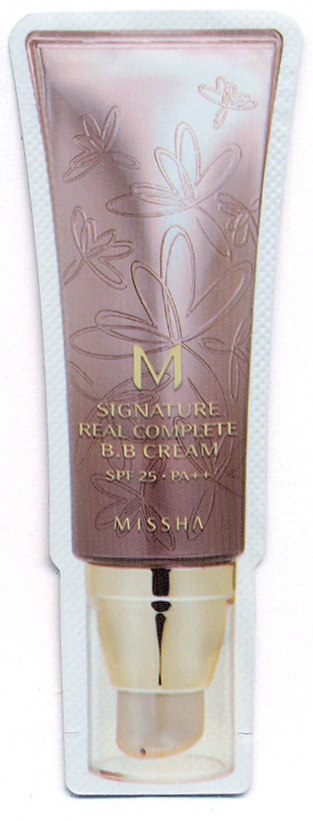 M
SIGNATURE
REAL COMPLETE
B.B CREAM
SPF 25 · PA++
MISSHA